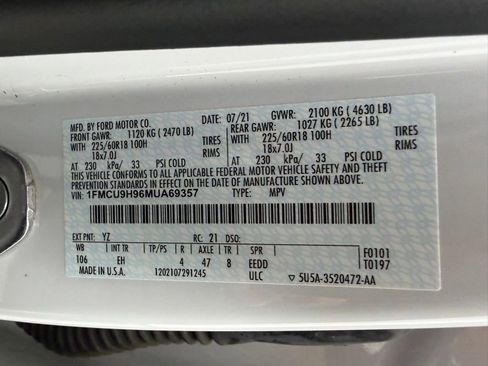 MFD. BY FORD MOTOR CO. DATE: 07/21 GVWR: 2100 KG ( 4630 LB)
FRONT GAWR: 1120 KG ( 2470 LB) REAR GAWR: 1027 KG ( 2265 LB)
WITH 225/60R18 100H TIRES WITH 225/60R18 100H TIRES
18x7.0J RIMS 18x7.0J RIMS
AT 230 kPa/ 33 PSI COLD AT 230 kPa/ 33 PSI COLD
THIS VEHICLE CONFORMS TO ALL APPLICABLE FEDERAL MOTOR VEHICLE SAFETY AND THEFT
PREVENTION STANDARDS IN EFFECT ON THE DATE OF MANUFACTURE SHOWN ABOVE.
VIN: 1FMCU9H96MUA69357 TYPE: MPV
EXT PNT: YZ RC: 21 DSO:
WB INT TR TP/PS R AXLE TR SPR F0101
106 EH 4 47 8 EEDD T0197
MADE IN U.S.A. 1202107291245 ULC 5U5A-3520472-AA